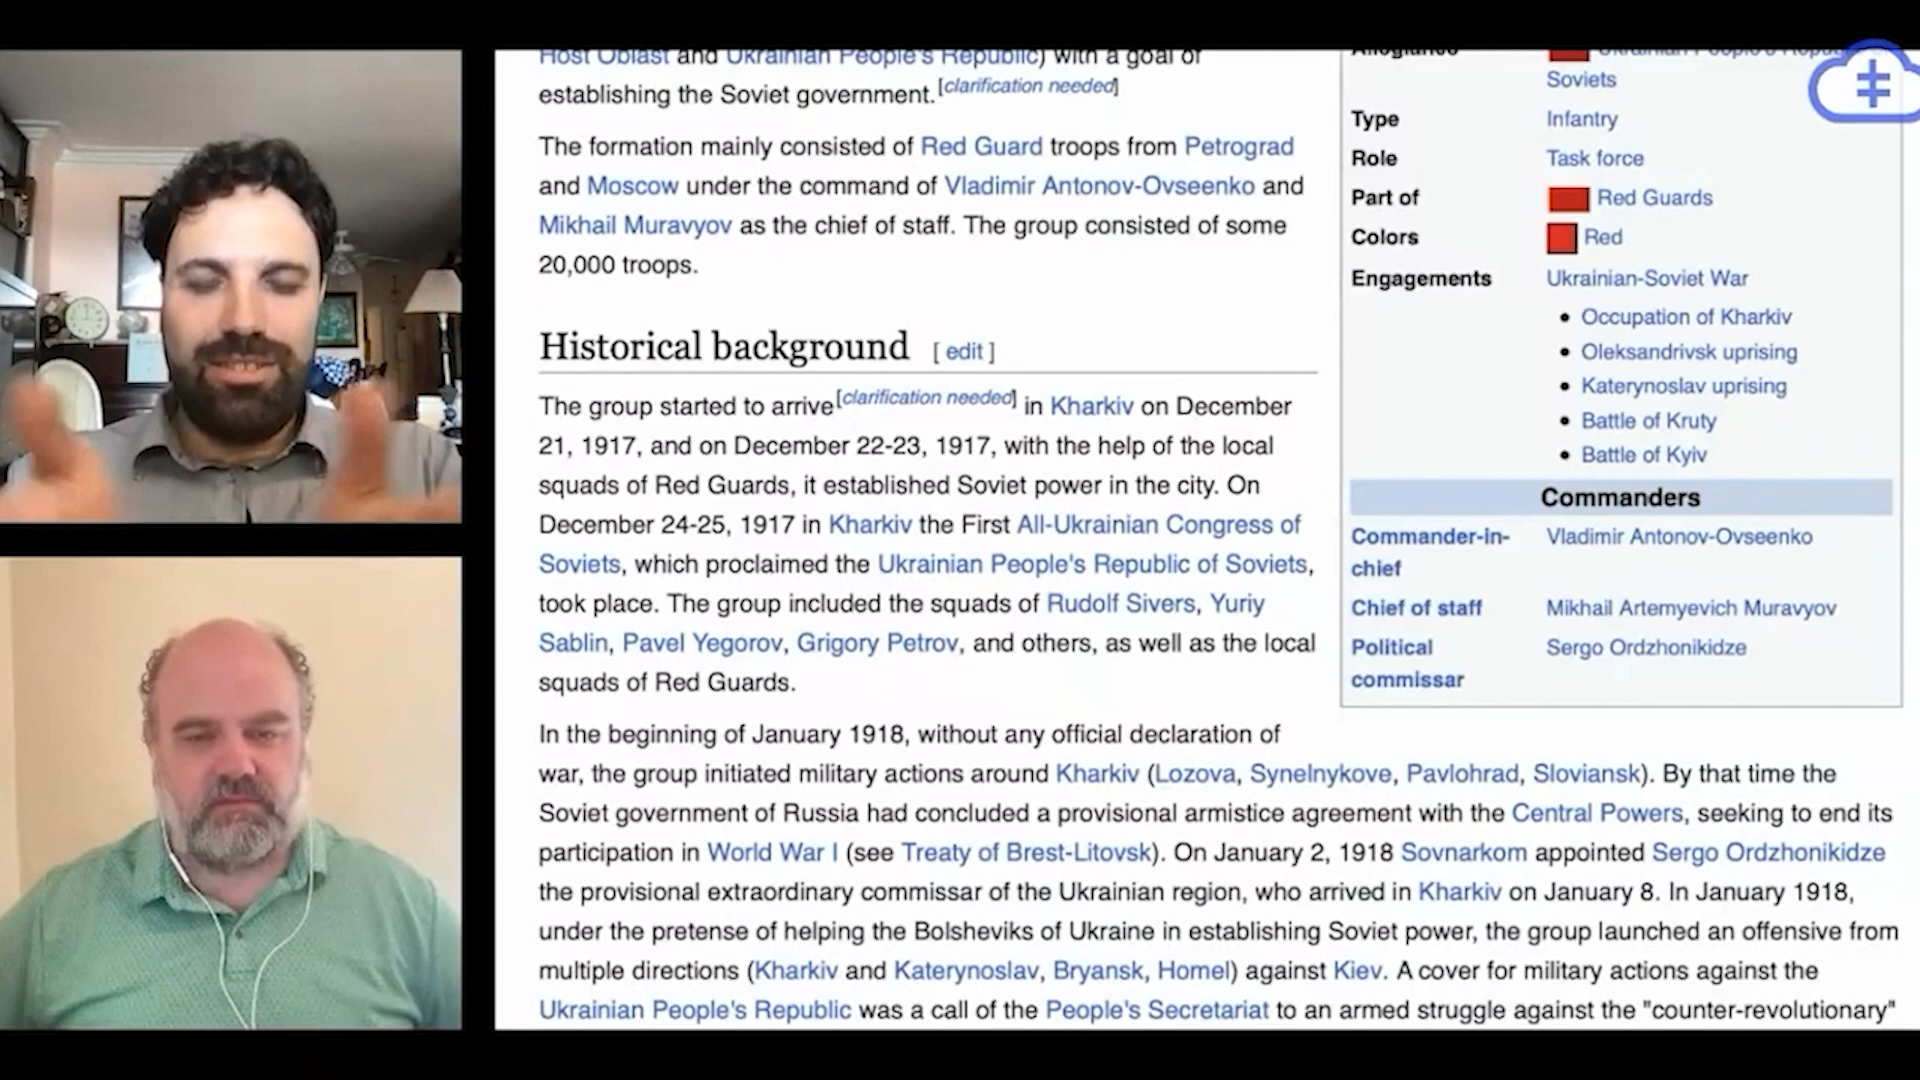 Host Oblast and Ukrainian People's Republic) with a goal of
establishing the Soviet government.[clarification needed]
The formation mainly consisted of Red Guard troops from Petrograd
and Moscow under the command of Vladimir Antonov-Ovseenko and
Mikhail Muravyov as the chief of staff. The group consisted of some
20,000 troops.
Historical background [ edit ]
The group started to arrive[clarification needed] in Kharkiv on December
21, 1917, and on December 22-23, 1917, with the help of the local
squads of Red Guards, it established Soviet power in the city. On
December 24-25, 1917 in Kharkiv the First All-Ukrainian Congress of
Soviets, which proclaimed the Ukrainian People's Republic of Soviets,
took place. The group included the squads of Rudolf Sivers, Yuriy
Sablin, Pavel Yegorov, Grigory Petrov, and others, as well as the local
squads of Red Guards.
In the beginning of January 1918, without any official declaration of
war, the group initiated military actions around Kharkiv (Lozova, Synelnykove, Pavlohrad, Sloviansk). By that time the
Soviet government of Russia had concluded a provisional armistice agreement with the Central Powers, seeking to end its
participation in World War I (see Treaty of Brest-Litovsk). On January 2, 1918 Sovnarkom appointed Sergo Ordzhonikidze
the provisional extraordinary commissar of the Ukrainian region, who arrived in Kharkiv on January 8. In January 1918,
under the pretense of helping the Bolsheviks of Ukraine in establishing Soviet power, the group launched an offensive from
multiple directions (Kharkiv and Katerynoslav, Bryansk, Homel) against Kiev. A cover for military actions against the
Ukrainian People's Republic was a call of the People's Secretariat to an armed struggle against the "counter-revolutionary"
Allegiance Ukrainian People's
Soviets
Type Infantry
Role Task force
Part of Red Guards
Colors Red
Engagements Ukrainian-Soviet War
• Occupation of Kharkiv
• Oleksandrivsk uprising
• Katerynoslav uprising
• Battle of Kruty
• Battle of Kyiv
Commanders
Commander-in- Vladimir Antonov-Ovseenko
chief
Chief of staff Mikhail Artemyevich Muravyov
Political Sergo Ordzhonikidze
commissar